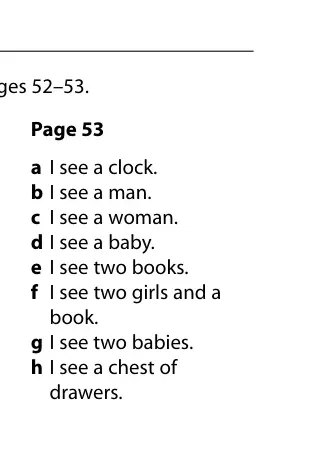 ges 52–53.
Page 53
a I see a clock.
b I see a man.
c I see a woman.
d I see a baby.
e I see two books.
f I see two girls and a
book.
g I see two babies.
h I see a chest of
drawers.